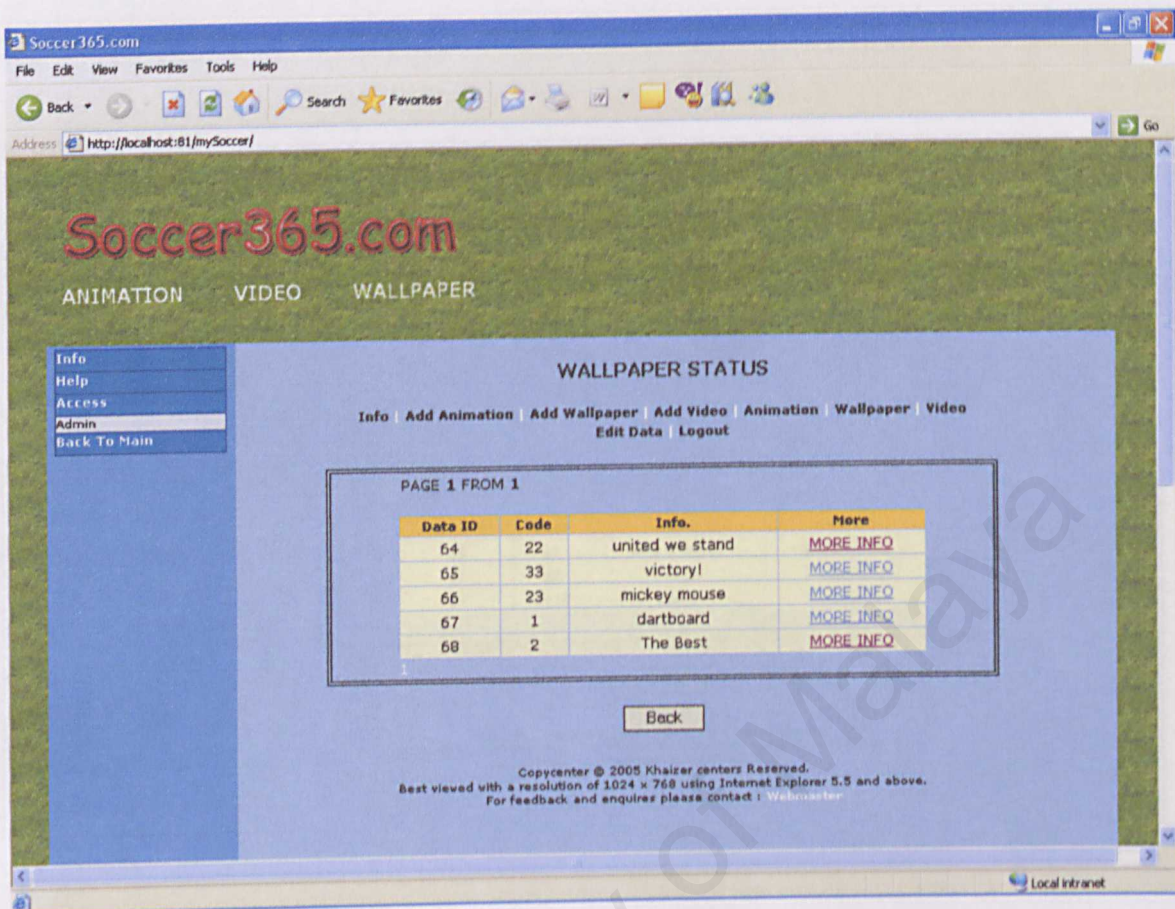 Soccer365.com
File Edit View Favorites Tools Help
Back Search Favorites
Address http://localhost:81/mySoccer/ Go
Soccer365.com
ANIMATION VIDEO WALLPAPER
Info
Help
Access
Admin
Back To Main
WALLPAPER STATUS
Info | Add Animation | Add Wallpaper | Add Video | Animation | Wallpaper | Video
Edit Data | Logout
PAGE 1 FROM 1
Data ID Code Info. More
64 22 united we stand MORE INFO
65 33 victory! MORE INFO
66 23 mickey mouse MORE INFO
67 1 dartboard MORE INFO
68 2 The Best MORE INFO
1
Back
Copycenter © 2005 Khaizer centers Reserved.
Best viewed with a resolution of 1024 x 768 using Internet Explorer 5.5 and above.
For feedback and enquires please contact : Webmaster
Local intranet
of Malaya